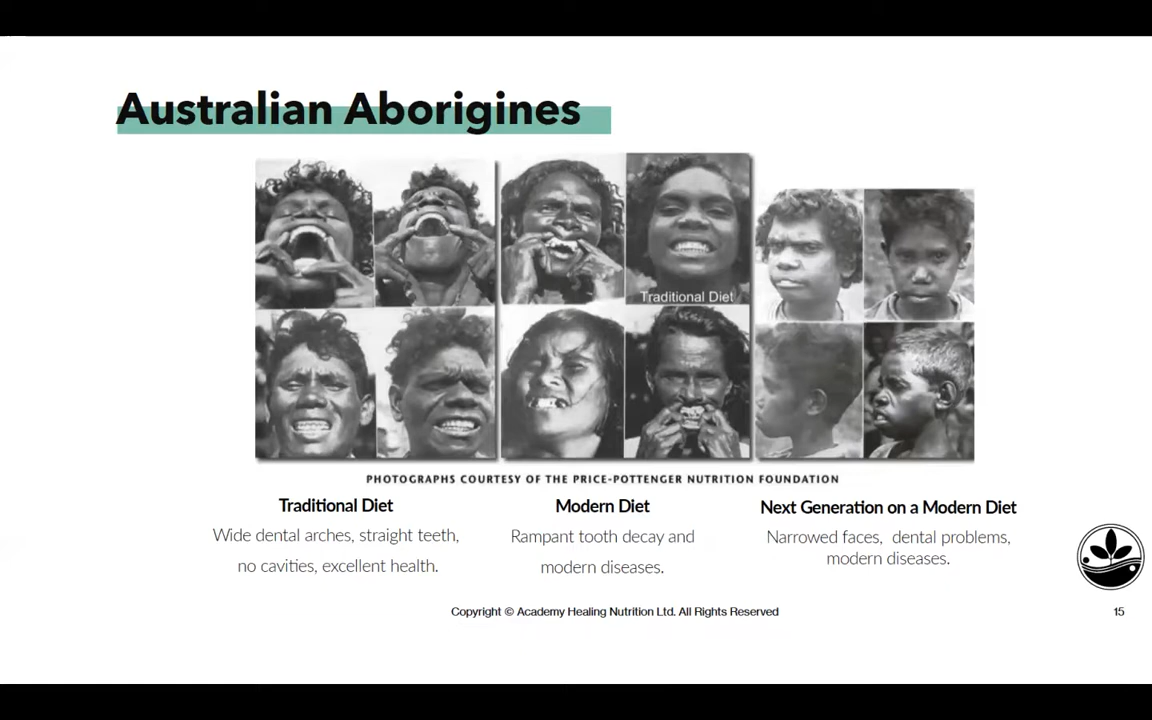 Australian Aborigines
Traditional Diet
PHOTOGRAPHS COURTESY OF THE PRICE-POTTENGER NUTRITION FOUNDATION
Traditional Diet
Wide dental arches, straight teeth,
no cavities, excellent health.
Modern Diet
Rampant tooth decay and
modern diseases.
Next Generation on a Modern Diet
Narrowed faces, dental problems,
modern diseases.
Copyright © Academy Healing Nutrition Ltd. All Rights Reserved
15